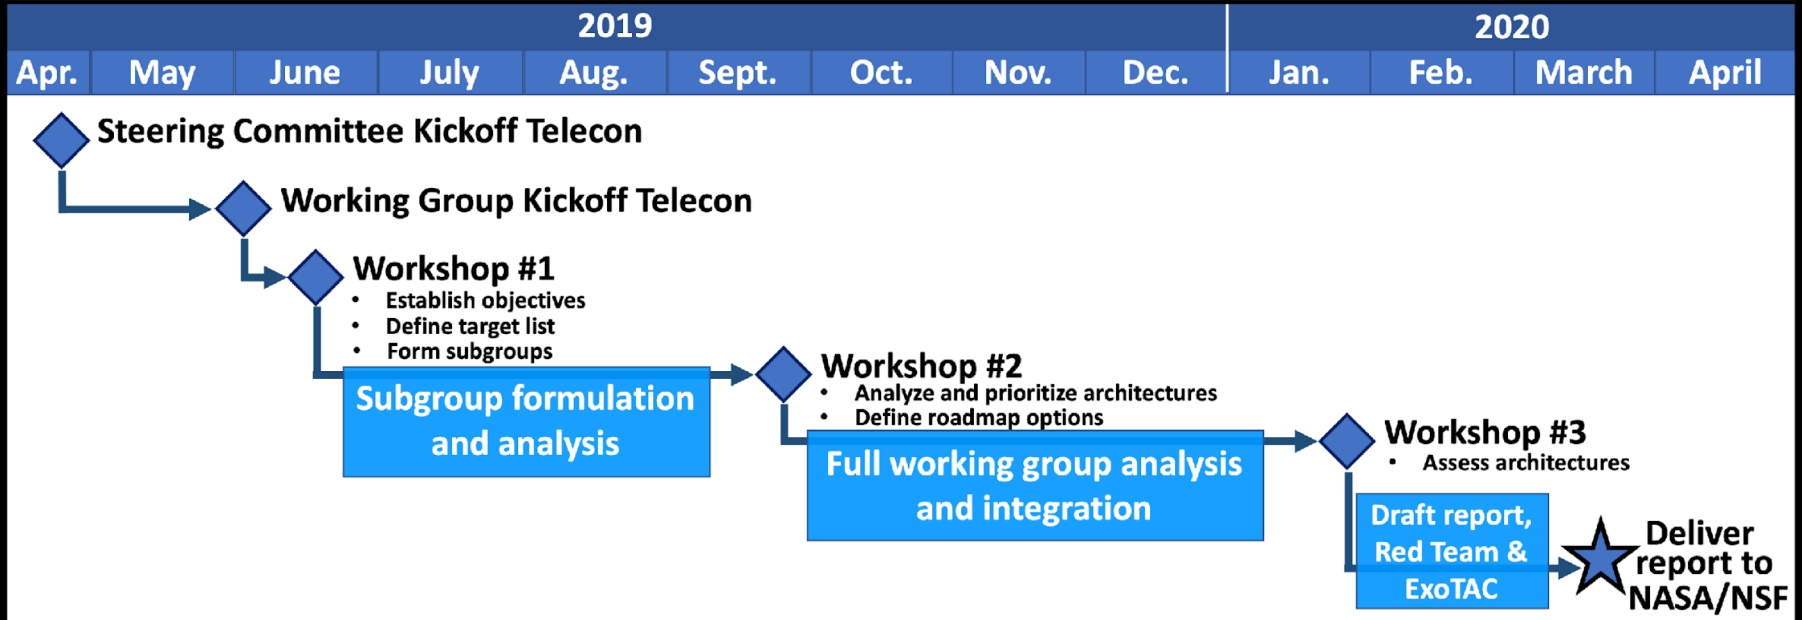 2019 2020
Apr. May June July Aug. Sept. Oct. Nov. Dec. Jan. Feb. March April
Steering Committee Kickoff Telecon
Working Group Kickoff Telecon
Workshop #1
• Establish objectives
• Define target list
• Form subgroups
Subgroup formulation
and analysis
Workshop #2
• Analyze and prioritize architectures
• Define roadmap options
Full working group analysis
and integration
Workshop #3
• Assess architectures
Draft report,
Red Team &
ExoTAC
Deliver
report to
NASA/NSF